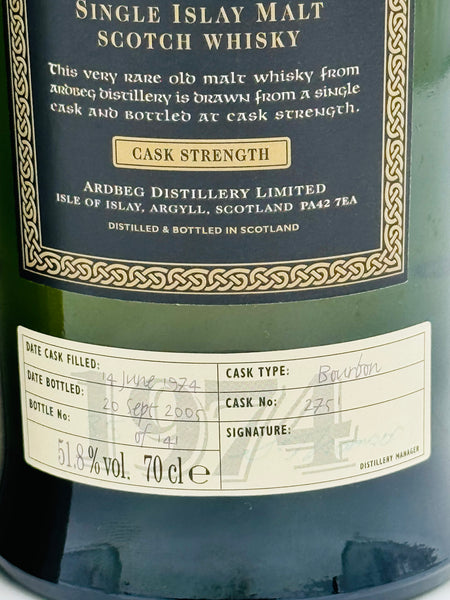 SINGLE ISLAY MALT
SCOTCH WHISKY
This very rare old malt whisky from
Ardbeg distillery is drawn from a single
cask and bottled at cask strength.
CASK STRENGTH
ARDBEG DISTILLERY LIMITED
ISLE OF ISLAY, ARGYLL, SCOTLAND PA42 7EA
DISTILLED & BOTTLED IN SCOTLAND
1974
DATE CASK FILLED: 14 June 1974
DATE BOTTLED: 20 Sept 2005
BOTTLE No: of 141
51.8% vol. 70 cl e
CASK TYPE: Bourbon
CASK No: 2751
SIGNATURE:
DISTILLERY MANAGER